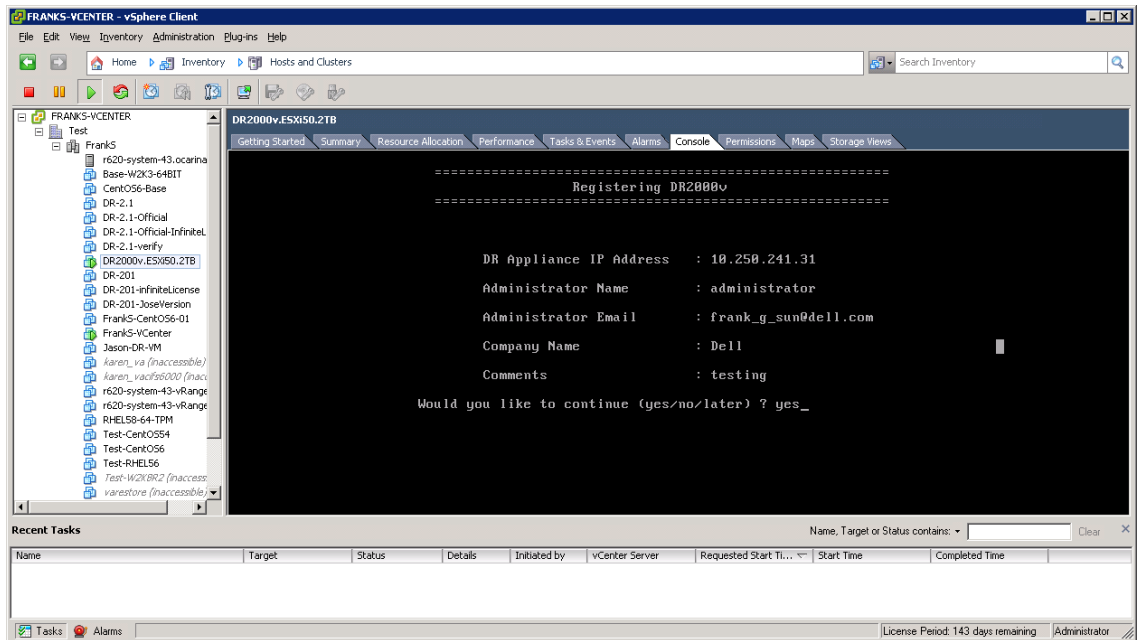 FRANKS-VCENTER - vSphere Client
File Edit View Inventory Administration Plug-ins Help
Home Inventory Hosts and Clusters
Search Inventory
FRANKS-VCENTER
Test
FrankS
r620-system-43.ocarina
Base-W2K3-64BIT
CentOS6-Base
DR-2.1
DR-2.1-Official
DR-2.1-Official-InfiniteL
DR-2.1-verify
DR2000v.ESXi50.2TB
DR-201
DR-201-infiniteLicense
DR-201-JoseVersion
FrankS-CentOS6-01
FrankS-VCenter
Jason-DR-VM
karen_va (inaccessible)
karen_vacifs6000 (inacc
r620-system-43-vRange
r620-system-43-vRange
RHEL58-64-TPM
Test-CentOS54
Test-CentOS6
Test-RHEL56
Test-W2K8R2 (inaccess
varestore (inaccessible)
DR2000v.ESXi50.2TB
Getting Started Summary Resource Allocation Performance Tasks & Events Alarms Console Permissions Maps Storage Views
========================================================
Registering DR2000v
========================================================
DR Appliance IP Address : 10.250.241.31
Administrator Name : administrator
Administrator Email : frank_g_sun@dell.com
Company Name : Dell
Comments : testing
Would you like to continue (yes/no/later) ? yes_
Recent Tasks
Name, Target or Status contains:
Clear
Name Target Status Details Initiated by vCenter Server Requested Start Ti... Start Time Completed Time
Tasks Alarms
License Period: 143 days remaining
Administrator